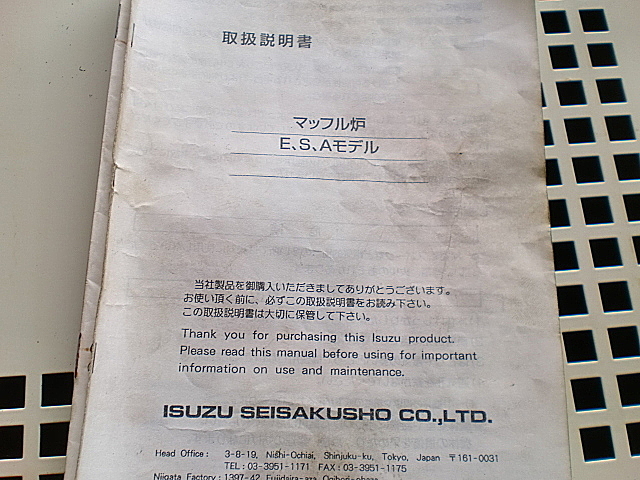 取扱説明書
マッフル炉
E、S、Aモデル
当社製品を御購入いただきましてありがとうございます。
お使い頂く前に、必ずこの取扱説明書をお読み下さい。
この取扱説明書は大切に保管して下さい。
Thank you for purchasing this Isuzu product.
Please read this manual before using for important
information on use and maintenance.
ISUZU SEISAKUSHO CO.,LTD.
Head Office: 3-8-19, Nishi-Ochiai, Shinjuku-ku, Tokyo, Japan 〒161-0031
TEL:03-3951-1171 FAX:03-3951-1175
Niigata Factory: 1397-42